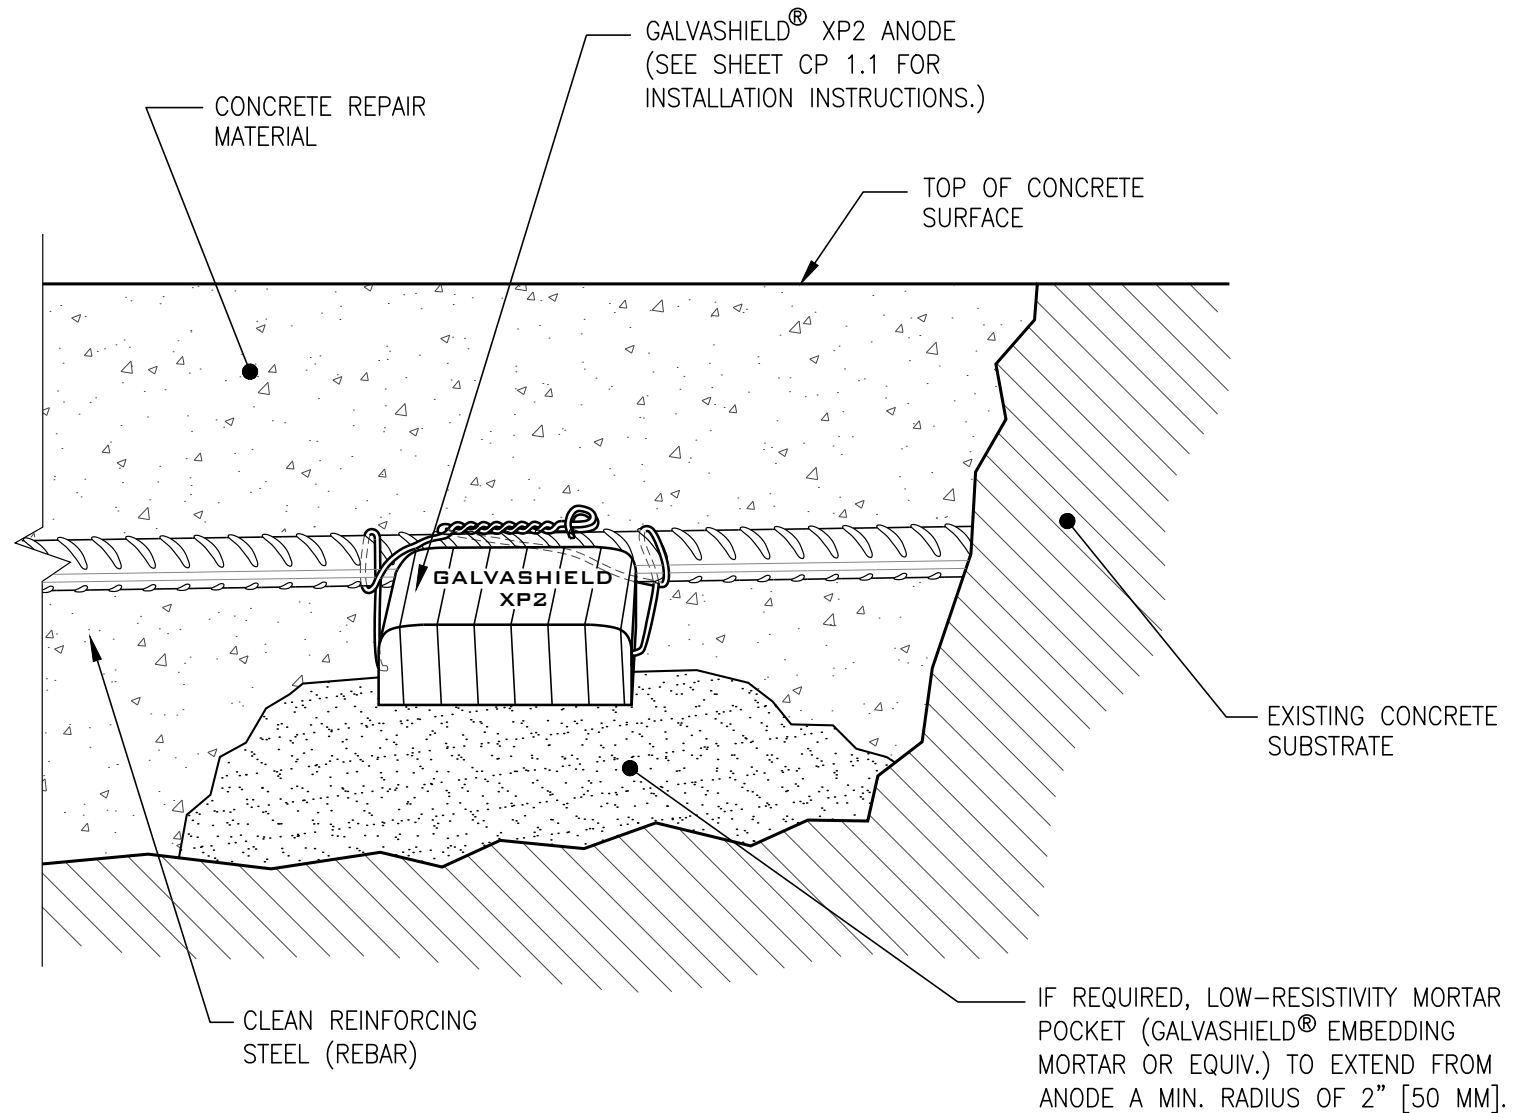 GALVASHIELD® XP2 ANODE
(SEE SHEET CP 1.1 FOR
INSTALLATION INSTRUCTIONS.)
CONCRETE REPAIR
MATERIAL
TOP OF CONCRETE
SURFACE
GALVASHIELD
XP2
EXISTING CONCRETE
SUBSTRATE
CLEAN REINFORCING
STEEL (REBAR)
IF REQUIRED, LOW-RESISTIVITY MORTAR
POCKET (GALVASHIELD® EMBEDDING
MORTAR OR EQUIV.) TO EXTEND FROM
ANODE A MIN. RADIUS OF 2" [50 MM].